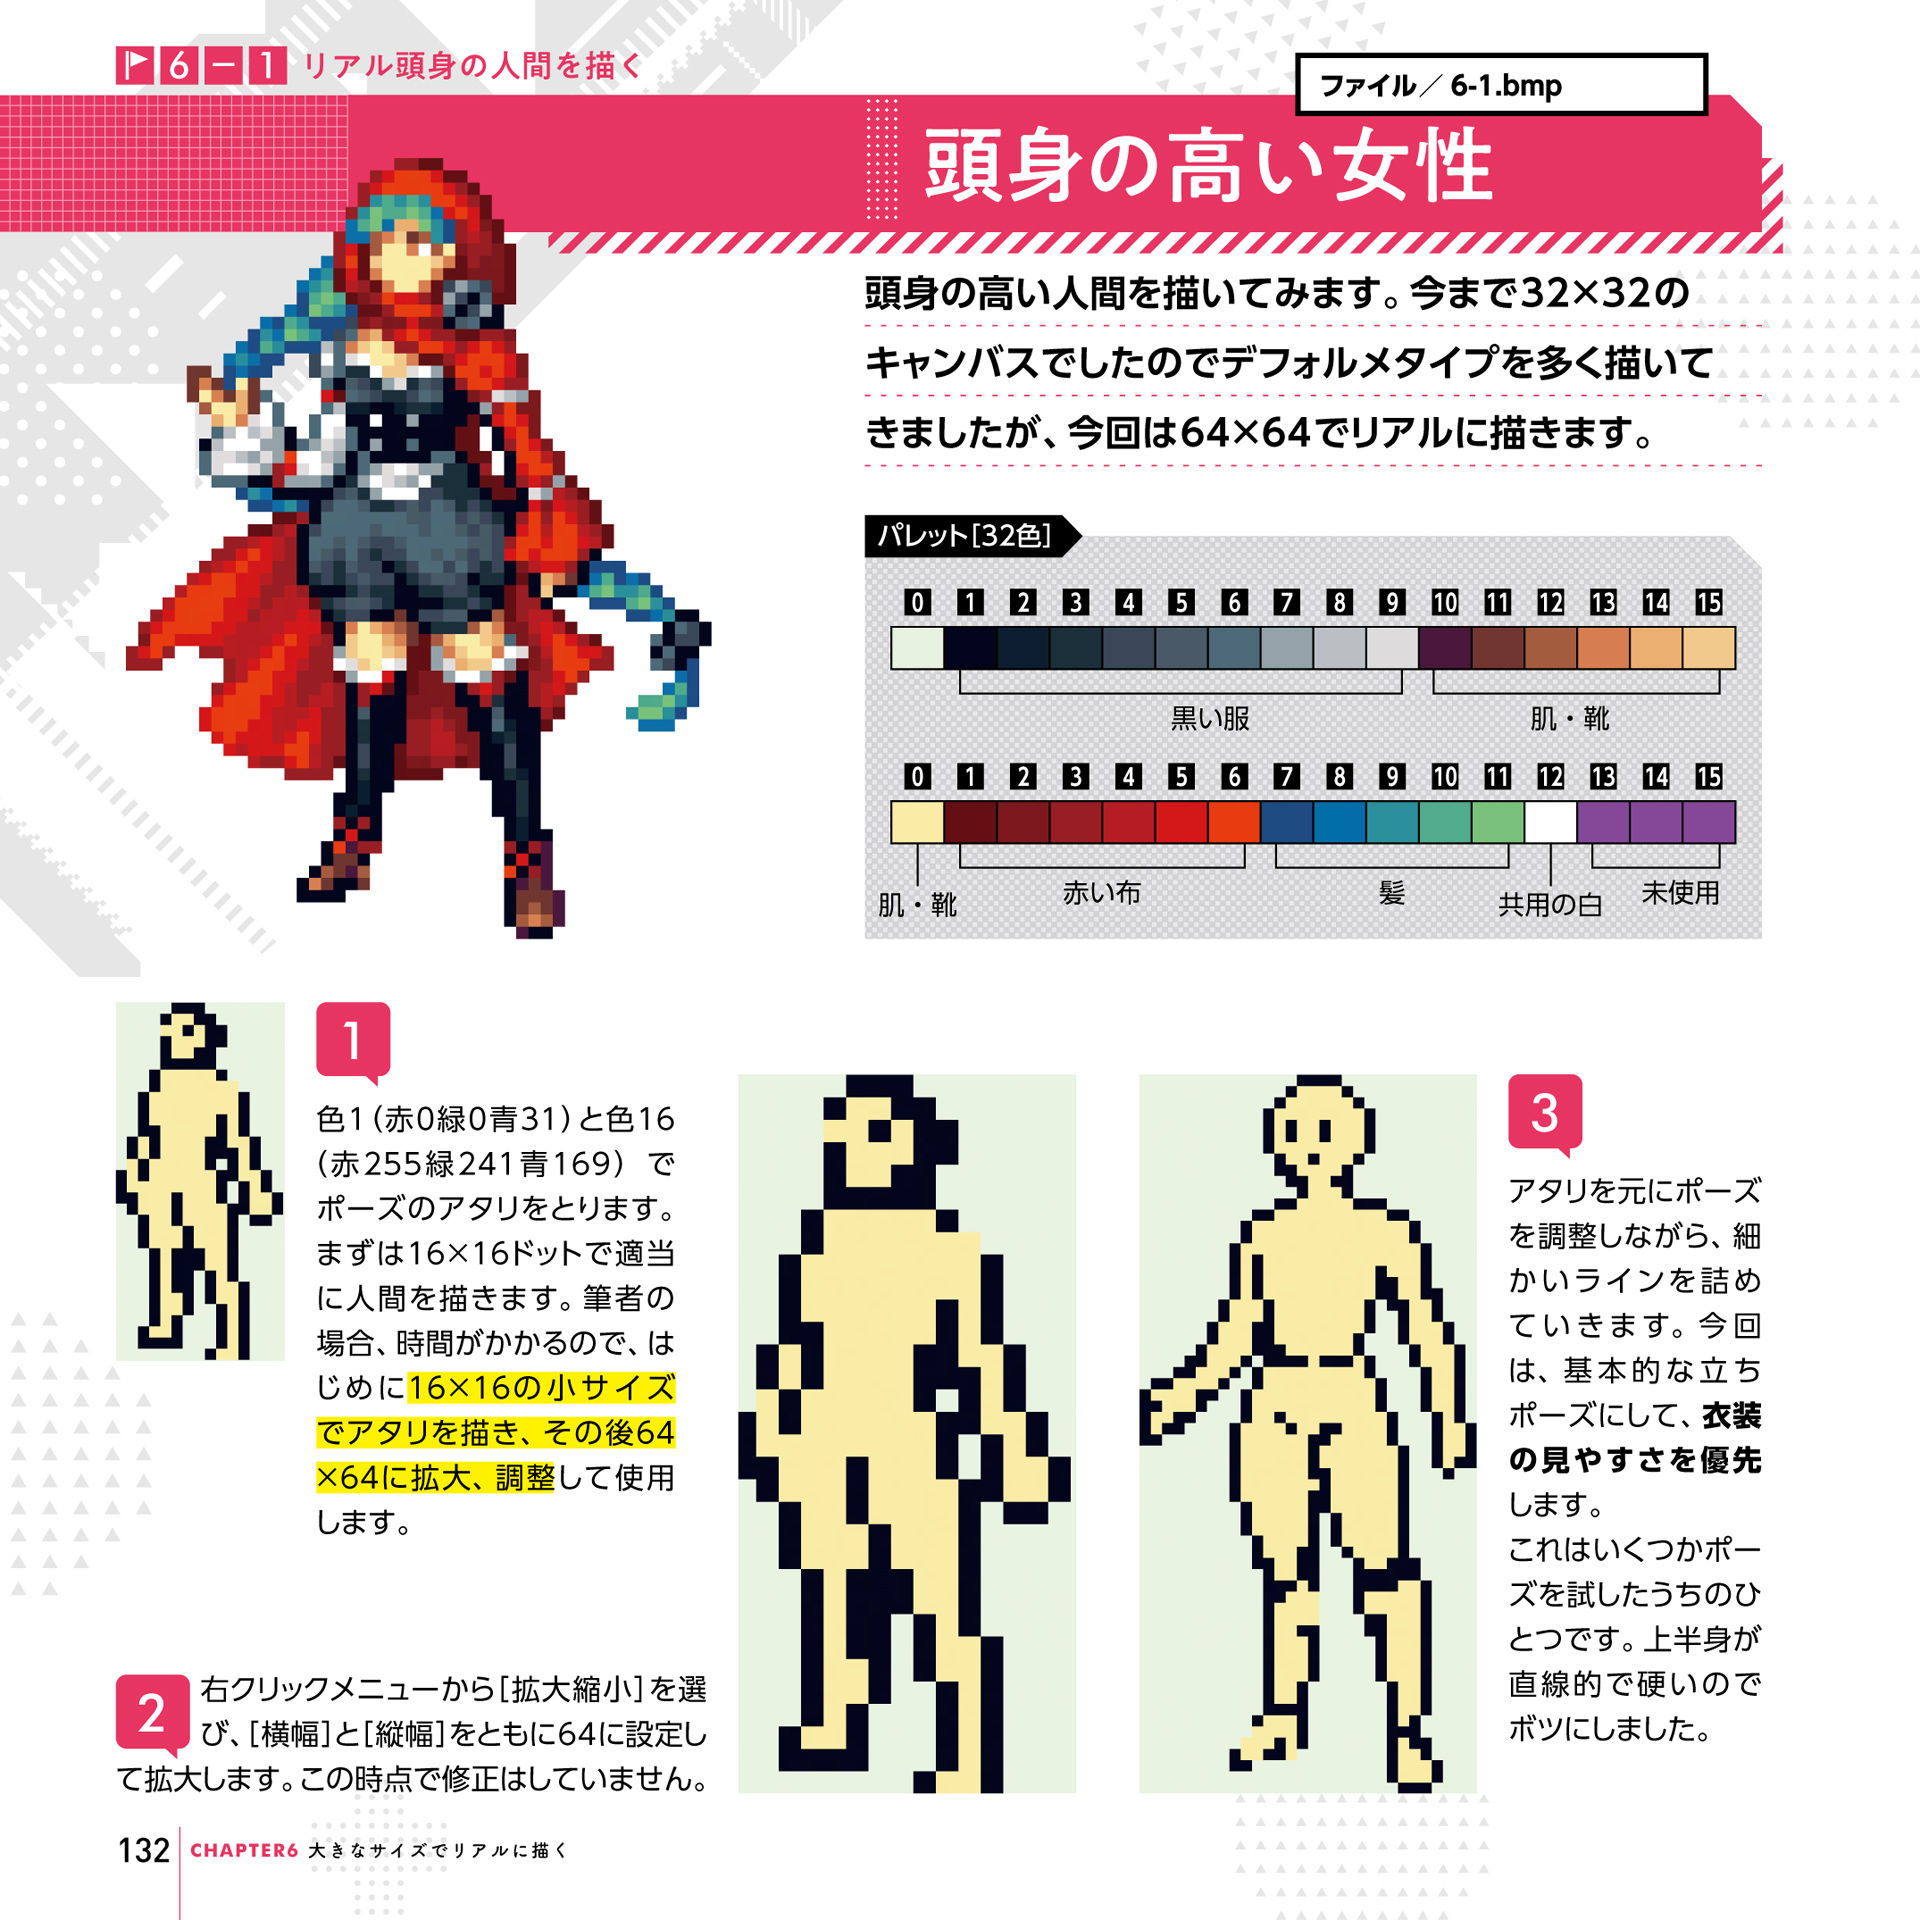 6-1 リアル頭身の人間を描く
ファイル／6-1.bmp
頭身の高い女性
頭身の高い人間を描いてみます。今まで32×32の
キャンバスでしたのでデフォルメタイプを多く描いて
きましたが、今回は64×64でリアルに描きます。
パレット[32色]
0 1 2 3 4 5 6 7 8 9 10 11 12 13 14 15
黒い服 肌・靴
0 1 2 3 4 5 6 7 8 9 10 11 12 13 14 15
肌・靴 赤い布 髪 共用の白 未使用
1
色1（赤0緑0青31）と色16
（赤255緑241青169）で
ポーズのアタリをとります。
まずは16×16ドットで適当
に人間を描きます。筆者の
場合、時間がかかるので、は
じめに16×16の小サイズ
でアタリを描き、その後64
×64に拡大、調整して使用
します。
2
右クリックメニューから[拡大縮小]を選
び、[横幅]と[縦幅]をともに64に設定し
て拡大します。この時点で修正はしていません。
3
アタリを元にポーズ
を調整しながら、細
かいラインを詰め
ていきます。今回
は、基本的な立ち
ポーズにして、衣装
の見やすさを優先
します。
これはいくつかポー
ズを試したうちのひ
とつです。上半身が
直線的で硬いので
ボツにしました。
132 CHAPTER6 大きなサイズでリアルに描く